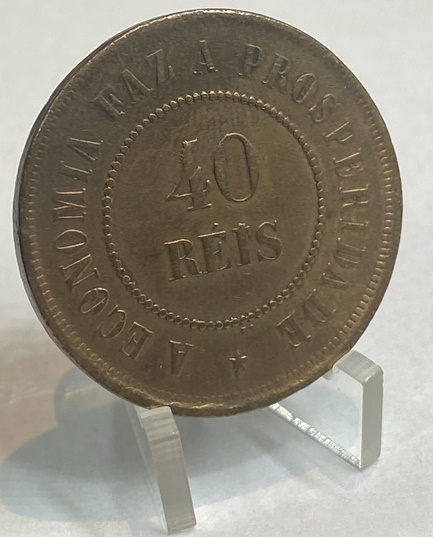 A ECONOMIA FAZ A PROSPERIDADE
40
RÉIS